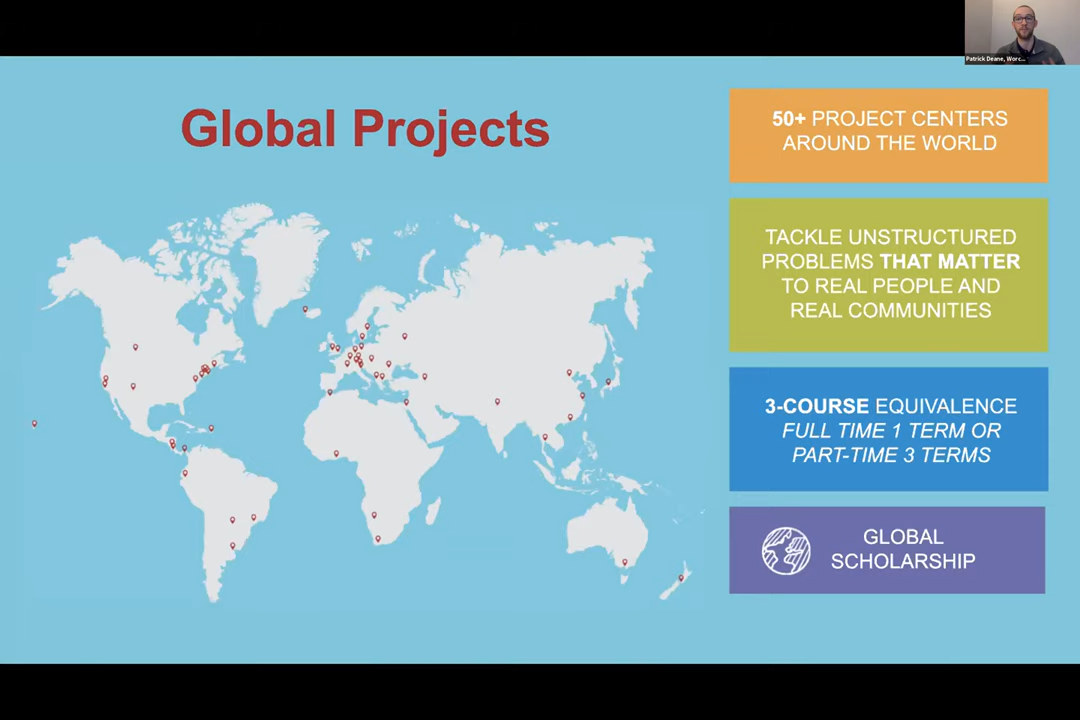 Patrick Deane, Worc...
Global Projects
50+ PROJECT CENTERS
AROUND THE WORLD
TACKLE UNSTRUCTURED
PROBLEMS THAT MATTER
TO REAL PEOPLE AND
REAL COMMUNITIES
3-COURSE EQUIVALENCE
FULL TIME 1 TERM OR
PART-TIME 3 TERMS
GLOBAL
SCHOLARSHIP